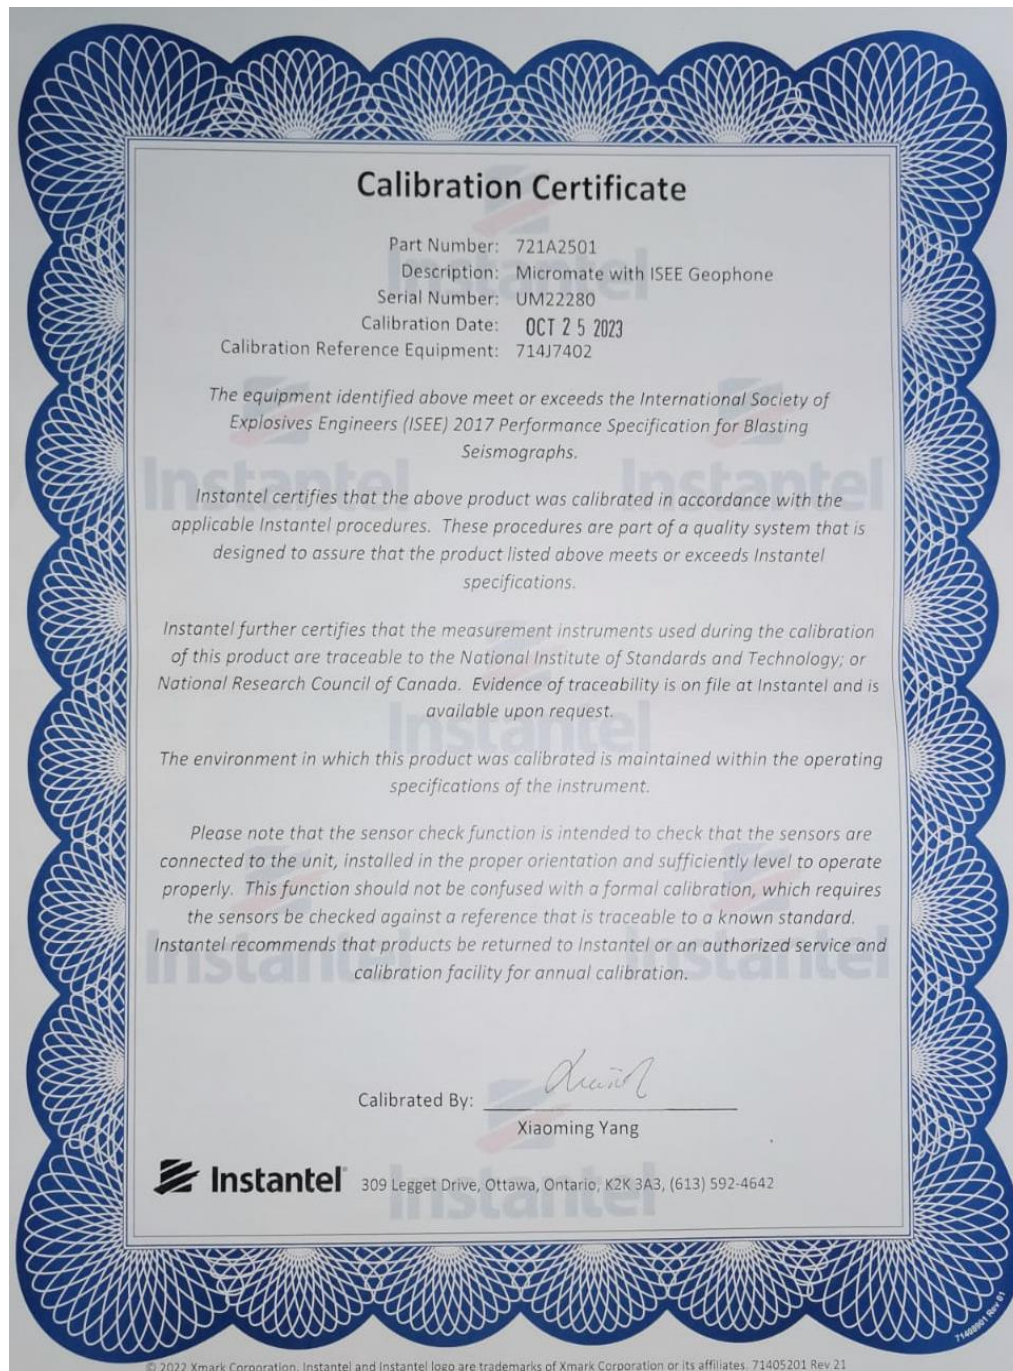 Calibration Certificate
Part Number: 721A2501
Description: Micromate with ISEE Geophone
Serial Number: UM22280
Calibration Date: OCT 25 2023
Calibration Reference Equipment: 714J7402
The equipment identified above meet or exceeds the International Society of
Explosives Engineers (ISEE) 2017 Performance Specification for Blasting
Seismographs.
Instantel certifies that the above product was calibrated in accordance with the
applicable Instantel procedures. These procedures are part of a quality system that is
designed to assure that the product listed above meets or exceeds Instantel
specifications.
Instantel further certifies that the measurement instruments used during the calibration
of this product are traceable to the National Institute of Standards and Technology; or
National Research Council of Canada. Evidence of traceability is on file at Instantel and is
available upon request.
The environment in which this product was calibrated is maintained within the operating
specifications of the instrument.
Please note that the sensor check function is intended to check that the sensors are
connected to the unit, installed in the proper orientation and sufficiently level to operate
properly. This function should not be confused with a formal calibration, which requires
the sensors be checked against a reference that is traceable to a known standard.
Instantel recommends that products be returned to Instantel or an authorized service and
calibration facility for annual calibration.
Calibrated By:
Xiaoming Yang
Instantel 309 Legget Drive, Ottawa, Ontario, K2K 3A3, (613) 592-4642
71408001 Rev 01
© 2022 Xmark Corporation. Instantel and Instantel logo are trademarks of Xmark Corporation or its affiliates. 71405201 Rev 21